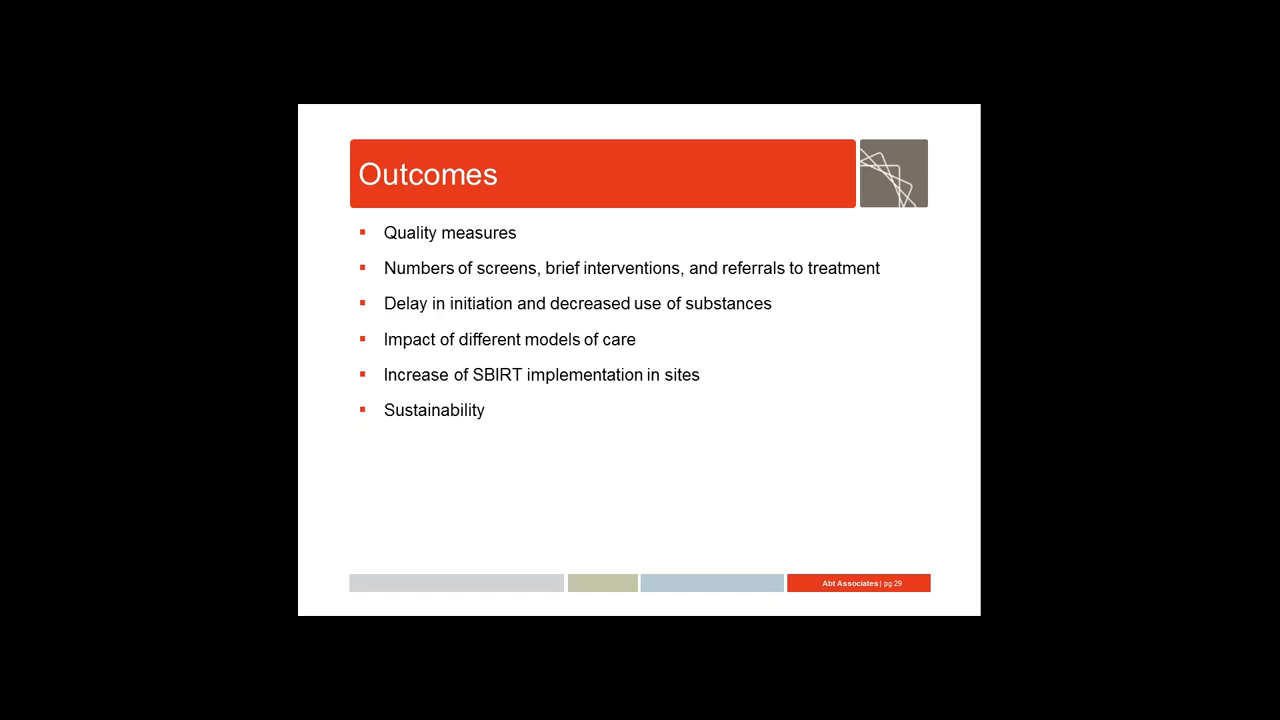 Outcomes
Quality measures
Numbers of screens, brief interventions, and referrals to treatment
Delay in initiation and decreased use of substances
Impact of different models of care
Increase of SBIRT implementation in sites
Sustainability
Abt Associates | pg 29